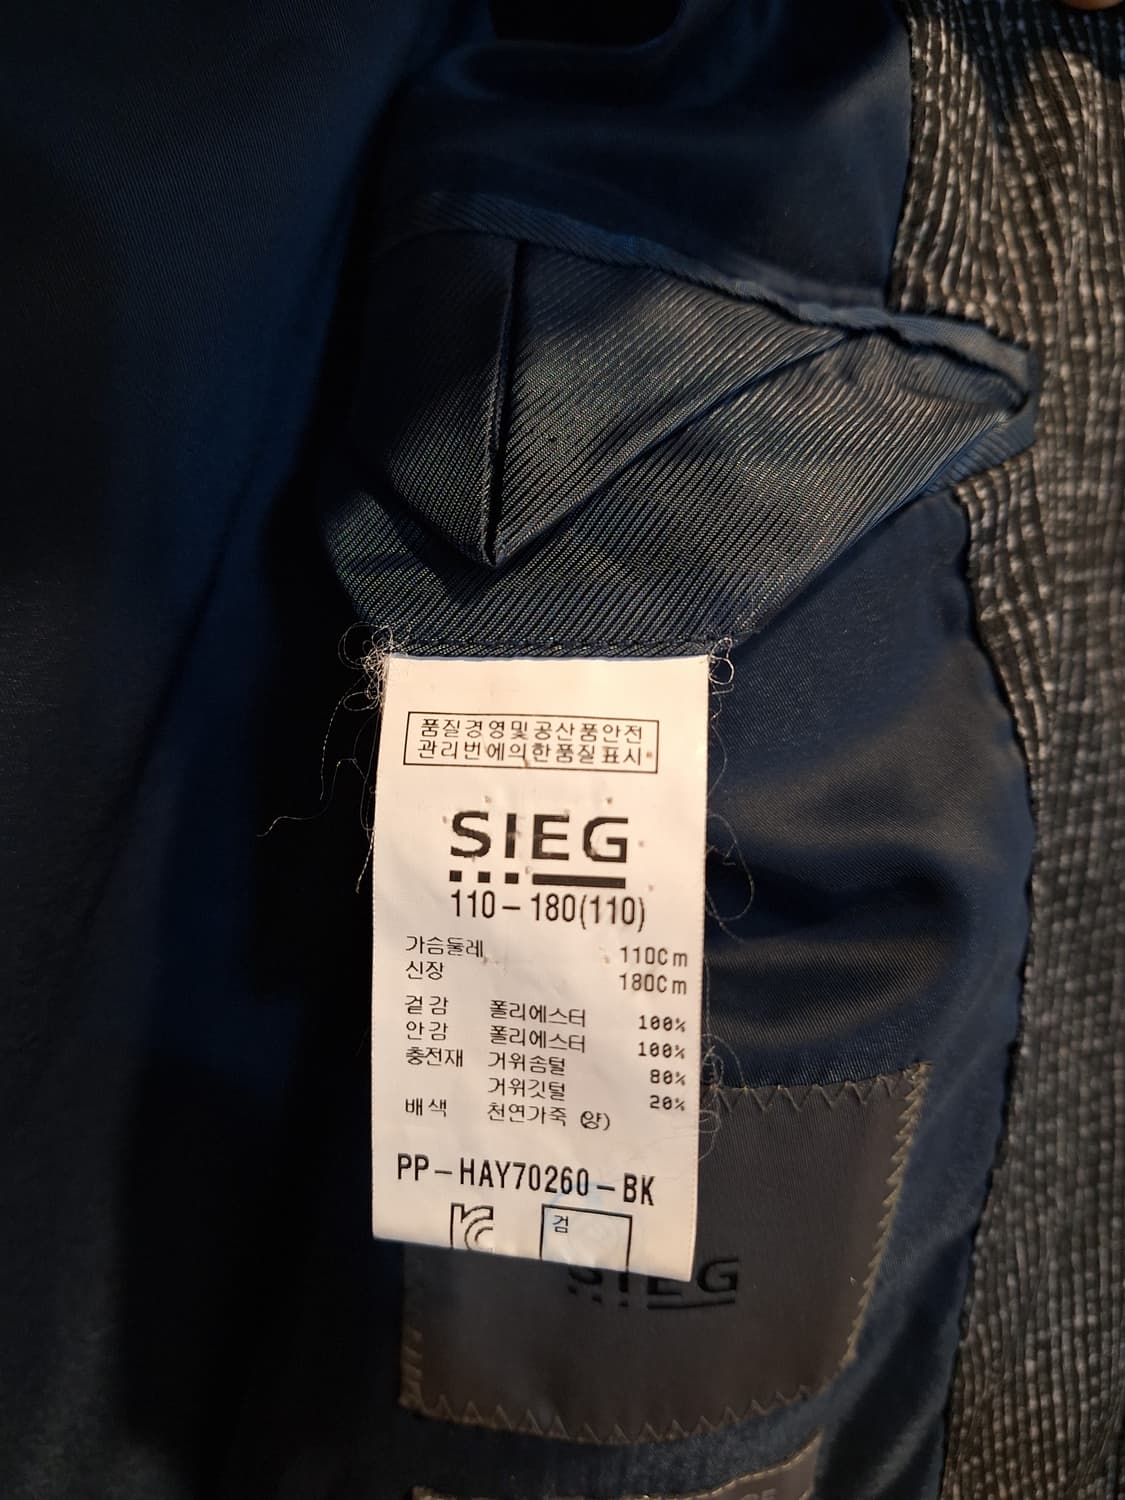 품질경영및공산품안전
관리번에의한품질표시*
SIEG
110-180(110)
가슴둘레 110Cm
신장 180Cm
겉감 폴리에스터 100%
안감 폴리에스터 100%
충전재 거위솜털 80%
거위깃털 20%
배색 천연가죽 (양)
PP-HAY70260-BK
검
SIEG